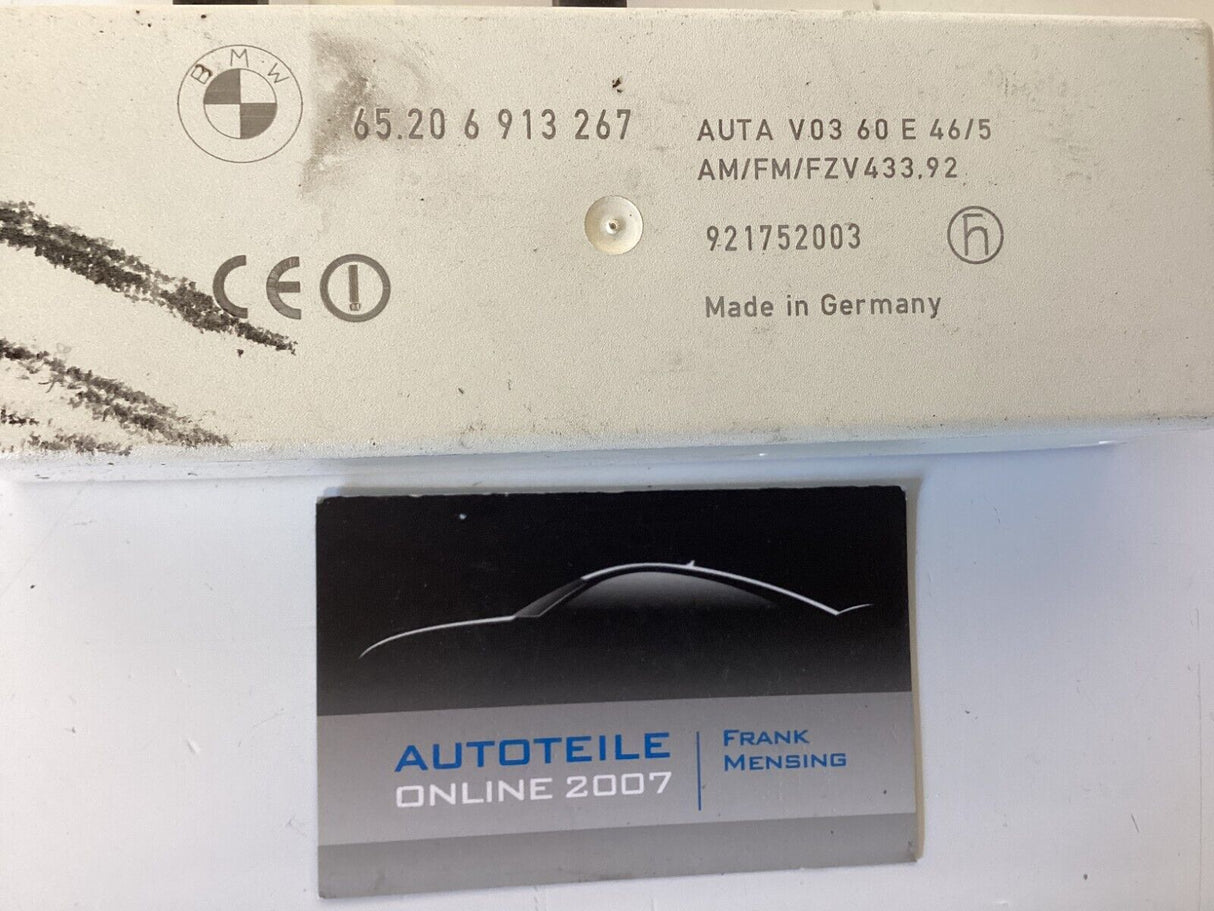 BMW
65.20 6 913 267
AUTA V03 60 E 46/5
AM/FM/FZV433,92
921752003
h
CE
Made in Germany
AUTOTEILE
ONLINE 2007
FRANK
MENSING